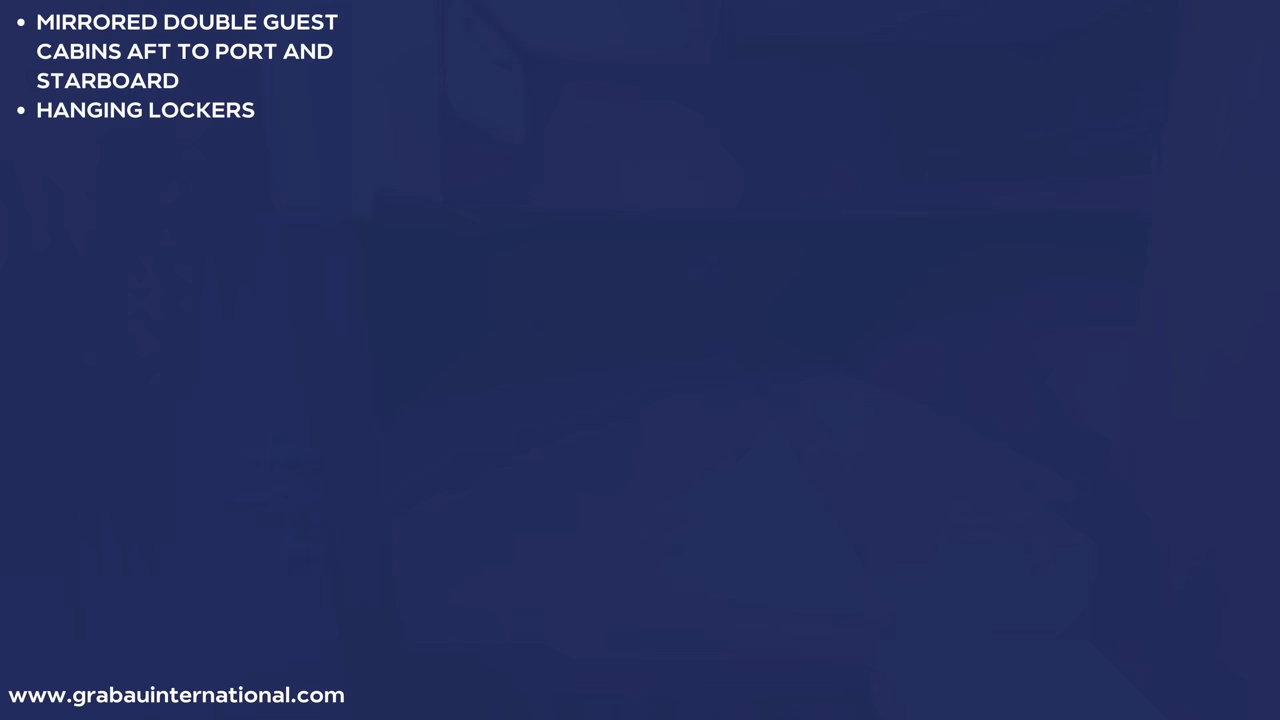 • MIRRORED DOUBLE GUEST
CABINS AFT TO PORT AND
STARBOARD
• HANGING LOCKERS
www.grabauinternational.com